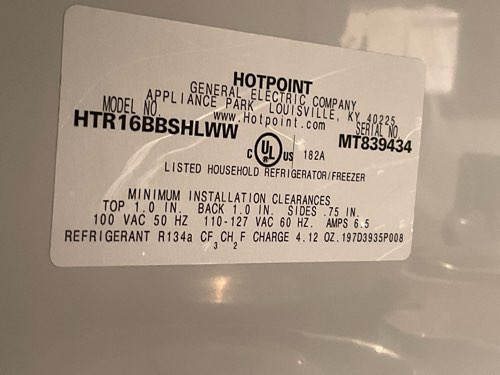 HOTPOINT
GENERAL ELECTRIC COMPANY
APPLIANCE PARK LOUISVILLE, KY 40225
MODEL NO. www.Hotpoint.com SERIAL NO
HTR16BBSHLWW MT839434
C UL US 182A
LISTED HOUSEHOLD REFRIGERATOR/FREEZER
MINIMUM INSTALLATION CLEARANCES
TOP 1.0 IN. BACK 1.0 IN. SIDES .75 IN.
100 VAC 50 HZ 110-127 VAC 60 HZ. AMPS 6.5
REFRIGERANT R134a CF3CH2F CHARGE 4.12 OZ.197D3935P008